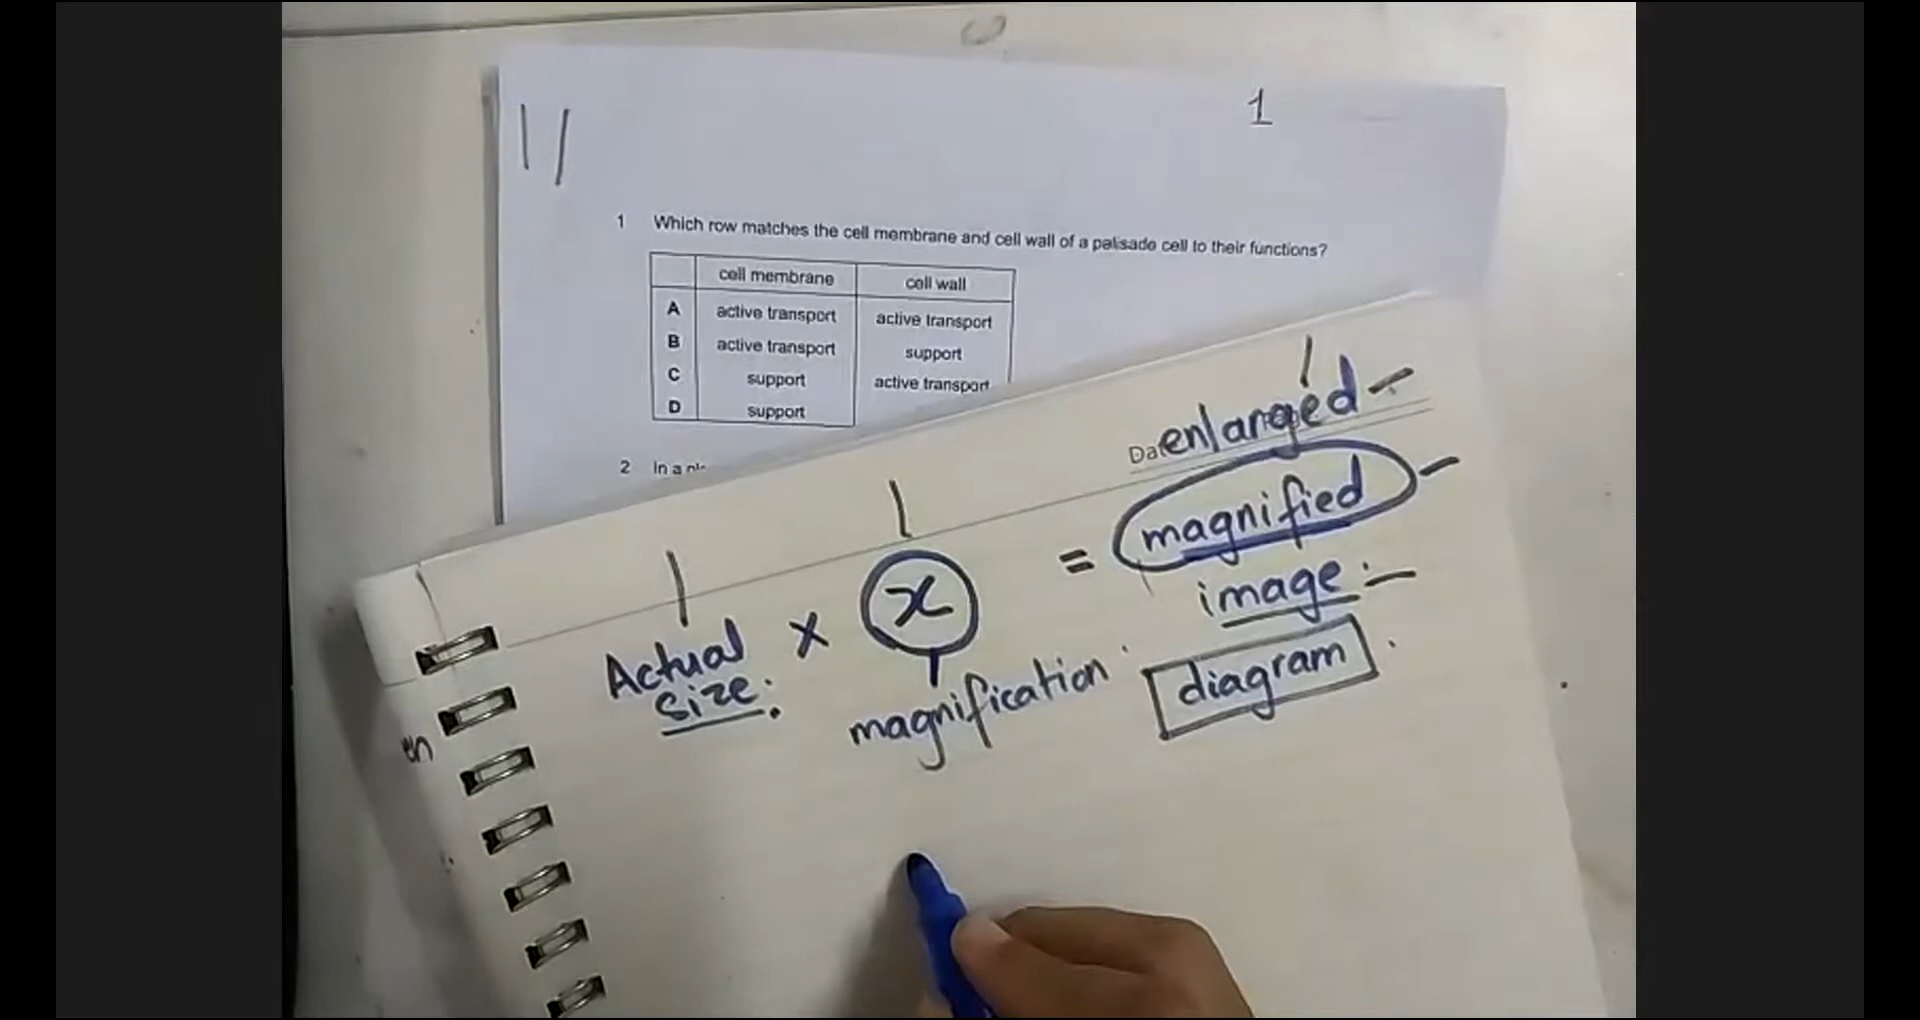 1
1 Which row matches the cell membrane and cell wall of a palisade cell to their functions?
cell membrane cell wall
A active transport active transport
B active transport support
C support active transport
D support
2 In a
enlarged
Actual × x = magnified
size. magnification. image.
diagram
en